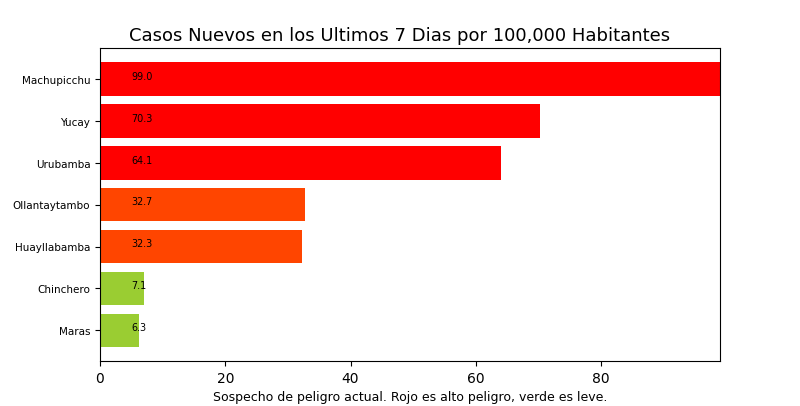 Casos Nuevos en los Ultimos 7 Dias por 100,000 Habitantes
Machupicchu 99.0
Yucay 70.3
Urubamba 64.1
Ollantaytambo 32.7
Huayllabamba 32.3
Chinchero 7.1
Maras 6.3
0 20 40 60 80
Sospecho de peligro actual. Rojo es alto peligro, verde es leve.